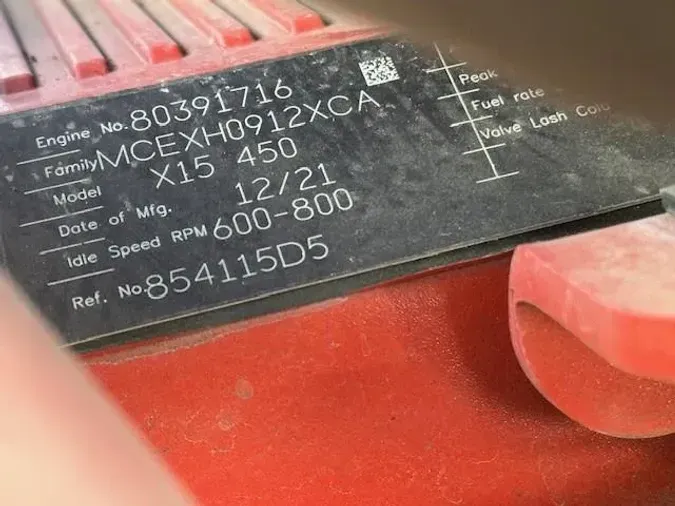 Engine No. 80391716
Family MCEXH0912XCA
Model X15 450
Date of Mfg. 12/21
Idle Speed RPM 600-800
Ref. No. 854115D5
Peak
Fuel rate
Valve Lash